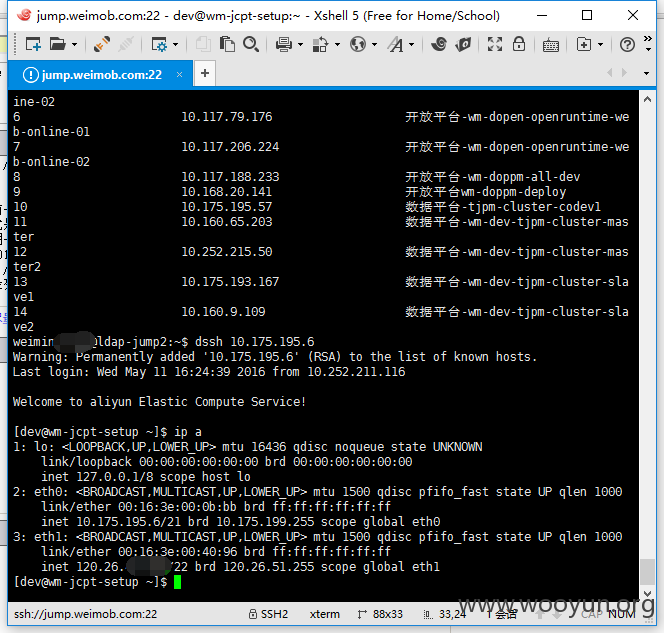 jump.weimob.com:22 - dev@wm-jcpt-setup:~ - Xshell 5 (Free for Home/School)
jump.weimob.com:22
ine-02
6 10.117.79.176 开放平台-wm-dopen-openruntime-we
b-online-01
7 10.117.206.224 开放平台-wm-dopen-openruntime-we
b-online-02
8 10.117.188.233 开放平台-wm-doppm-all-dev
9 10.168.20.141 开放平台wm-doppm-deploy
10 10.175.195.57 数据平台-tjpm-cluster-codev1
11 10.160.65.203 数据平台-wm-dev-tjpm-cluster-mas
ter
12 10.252.215.50 数据平台-wm-dev-tjpm-cluster-mas
ter2
13 10.175.193.167 数据平台-wm-dev-tjpm-cluster-sla
ve1
14 10.160.9.109 数据平台-wm-dev-tjpm-cluster-sla
ve2
weimin ldap-jump2:~$ dssh 10.175.195.6
Warning: Permanently added '10.175.195.6' (RSA) to the list of known hosts.
Last login: Wed May 11 16:24:39 2016 from 10.252.211.116
Welcome to aliyun Elastic Compute Service!
[dev@wm-jcpt-setup ~]$ ip a
1: lo: <LOOPBACK,UP,LOWER_UP> mtu 16436 qdisc noqueue state UNKNOWN
link/loopback 00:00:00:00:00:00 brd 00:00:00:00:00:00
inet 127.0.0.1/8 scope host lo
2: eth0: <BROADCAST,MULTICAST,UP,LOWER_UP> mtu 1500 qdisc pfifo_fast state UP qlen 1000
link/ether 00:16:3e:00:0b:bb brd ff:ff:ff:ff:ff:ff
inet 10.175.195.6/21 brd 10.175.199.255 scope global eth0
3: eth1: <BROADCAST,MULTICAST,UP,LOWER_UP> mtu 1500 qdisc pfifo_fast state UP qlen 1000
link/ether 00:16:3e:00:40:96 brd ff:ff:ff:ff:ff:ff
inet 120.26. /22 brd 120.26.51.255 scope global eth1
[dev@wm-jcpt-setup ~]$
ssh://jump.weimob.com:22 SSH2 xterm 88x33 33,24 1 会话 CAP NUM
www.wooyun.org